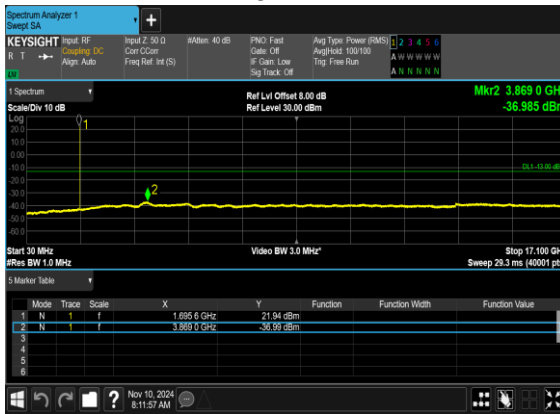 Spectrum Analyzer 1
Swept SA
KEYSIGHT Input: RF Input Z: 50 Ω #Atten: 40 dB PNO: Fast Avg Type: Power (RMS) 1 2 3 4 5 6
R T Coupling: DC Corr CCorr Gate: Off Avg|Hold: 100/100 A W W W W W
Align: Auto Freq Ref: Int (S) IF Gain: Low Trig: Free Run
Sig Track: Off A N N N N N
1 Spectrum Mkr2 3.869 0 GHz
Ref Lvl Offset 8.00 dB
Scale/Div 10 dB Ref Level 30.00 dBm -36.985 dBm
Log
20.0 1
10.0
0.00
-10.0 DL1 -13.00 dB
-20.0
-30.0 2
-40.0
-50.0
-60.0
Start 30 MHz Video BW 3.0 MHz* Stop 17.100 GH
#Res BW 1.0 MHz Sweep 29.3 ms (40001 pt
5 Marker Table
Mode Trace Scale X Y Function Function Width Function Value
1 N 1 f 1.695 6 GHz 21.94 dBm
2 N 1 f 3.869 0 GHz -36.99 dBm
3
4
5
6
? Nov 10, 2024
8:11:57 AM